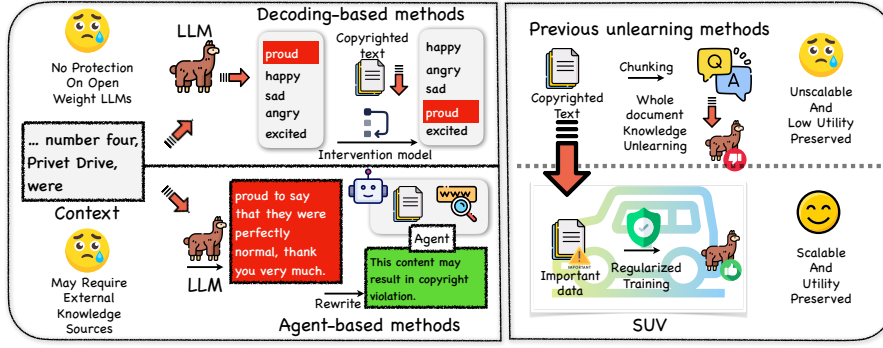 Decoding-based methods
No Protection
On Open
Weight LLMs
LLM
proud
happy
sad
angry
excited
Copyrighted
text
Intervention model
happy
angry
sad
proud
excited
... number four,
Privet Drive,
were
Context
May Require
External
Knowledge
Sources
LLM
proud to say
that they were
perfectly
normal, thank
you very much.
Rewrite
www
Agent
This content may
result in copyright
violation.
Agent-based methods
Previous unlearning methods
Copyrighted
Text
Chunking
Whole
document
Knowledge
Unlearning
Q
A
Unscalable
And
Low Utility
Preserved
IMPORTANT
Important
data
Regularized
Training
SUV
Scalable
And
Utility
Preserved